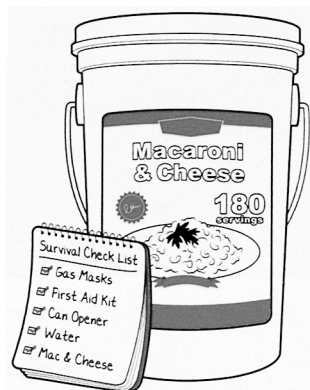 Macaroni
& Cheese
180
servings
Survival Check List
Gas Masks
First Aid Kit
Can Opener
Water
Mac & Cheese